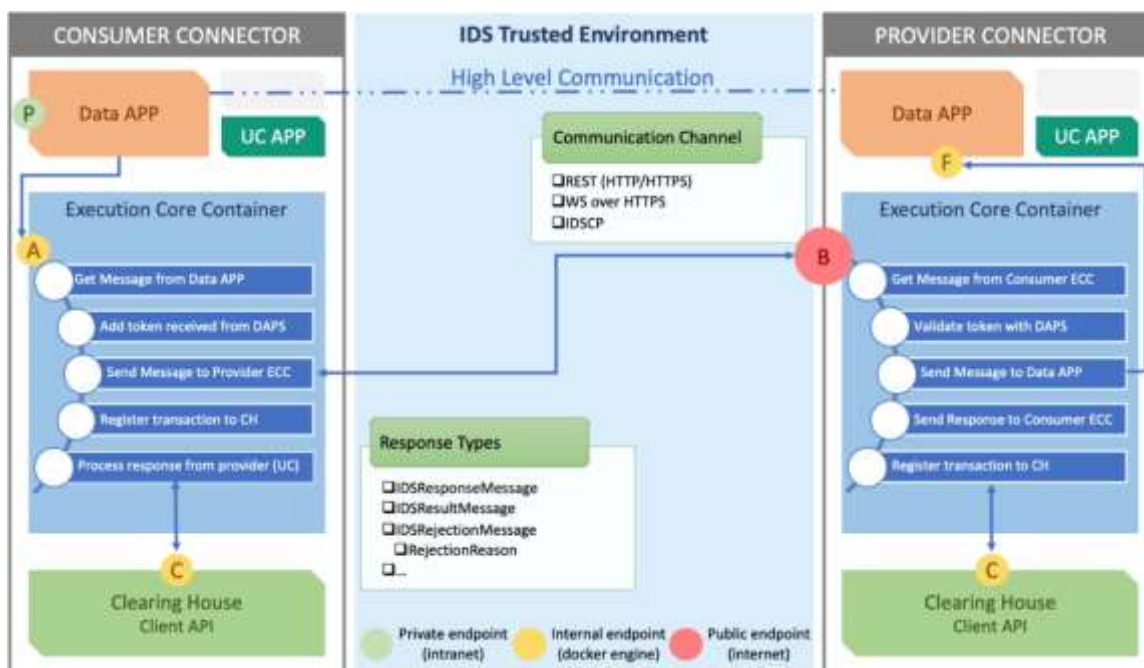 CONSUMER CONNECTOR
P
Data APP
UC APP
A
Execution Core Container
Get Message from Data APP
Add token received from DAPS
Send Message to Provider ECC
Register transaction to CH
Process response from provider (UC)
C
Clearing House
Client API
IDS Trusted Environment
High Level Communication
Communication Channel
❑REST (HTTP/HTTPS)
❑WS over HTTPS
❑IDSCP
Response Types
❑IDSResponseMessage
❑IDSResultMessage
❑IDSRejectionMessage
❑RejectionReason
❑...
Private endpoint
(intranet)
Internal endpoint
(docker engine)
Public endpoint
(internet)
PROVIDER CONNECTOR
Data APP
UC APP
F
Execution Core Container
B
Get Message from Consumer ECC
Validate token with DAPS
Send Message to Data APP
Send Response to Consumer ECC
Register transaction to CH
C
Clearing House
Client API